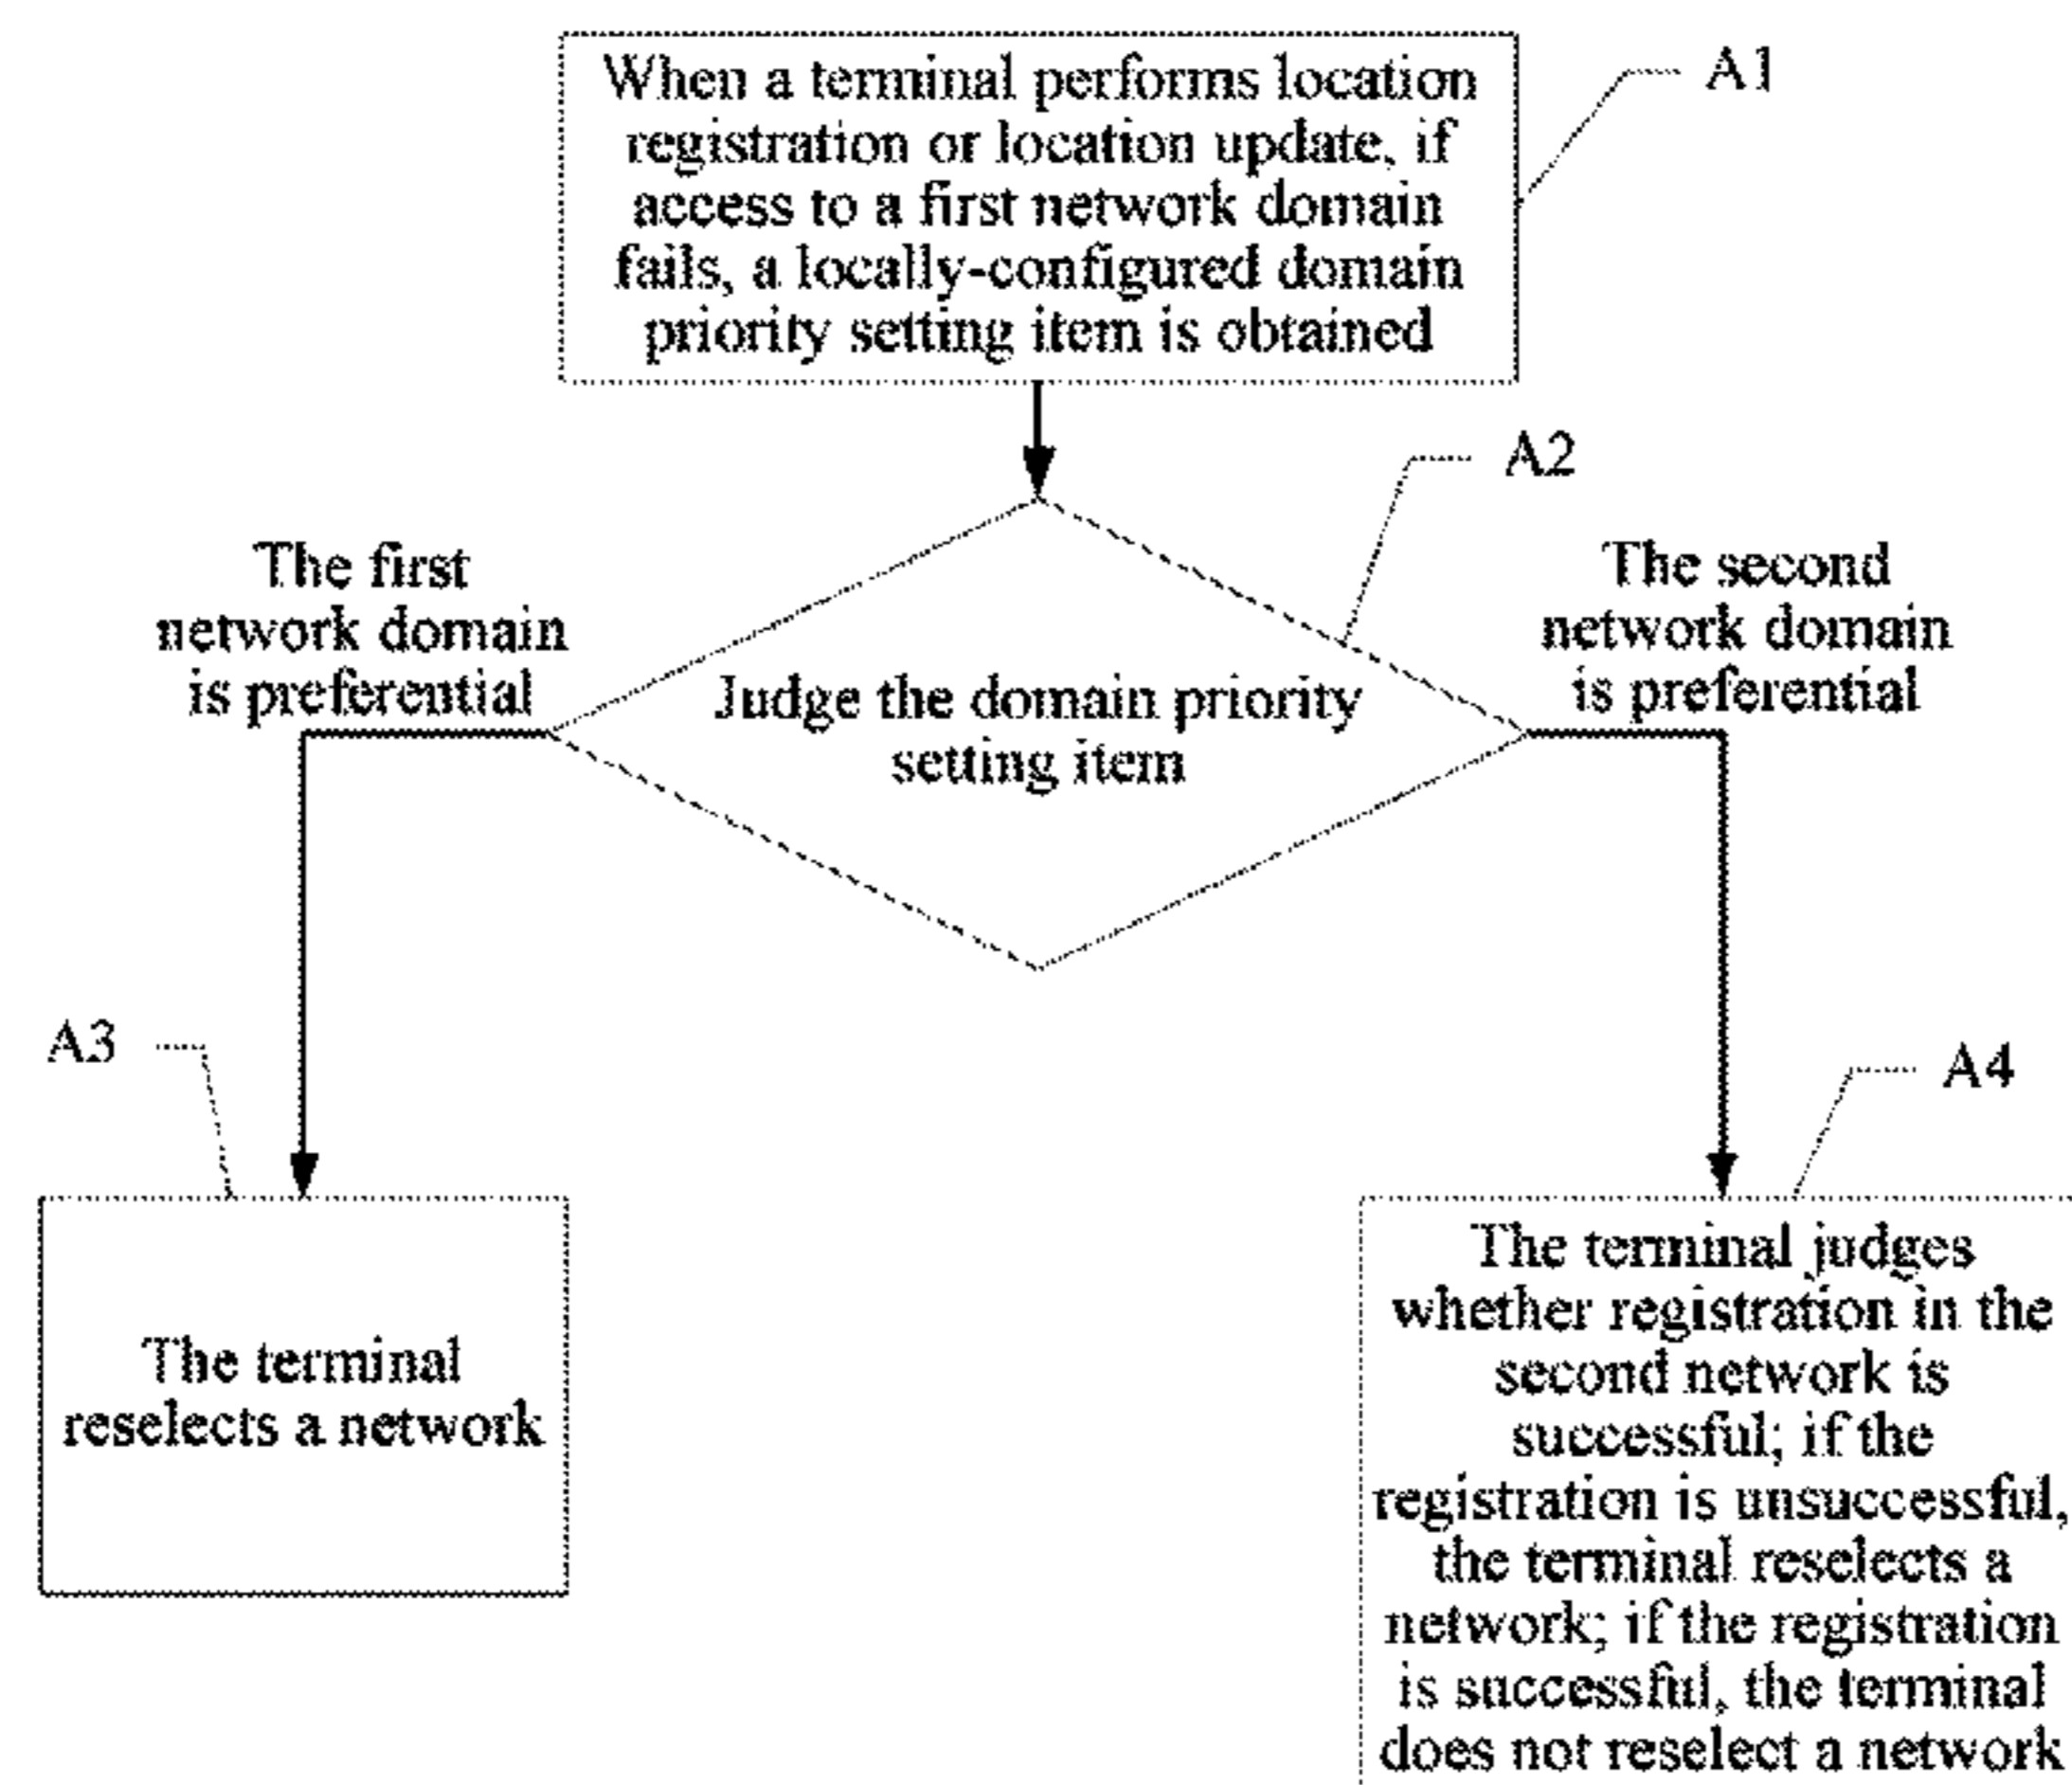 When a terminal performs location
registration or location update, if
access to a first network domain
fails, a locally-configured domain
priority setting item is obtained
A1
A2
The first
network domain
is preferential
Judge the domain priority
setting item
The second
network domain
is preferential
A3
The terminal
reselects a network
A4
The terminal judges
whether registration in the
second network is
successful; if the
registration is unsuccessful,
the terminal reselects a
network; if the registration
is successful, the terminal
does not reselect a network